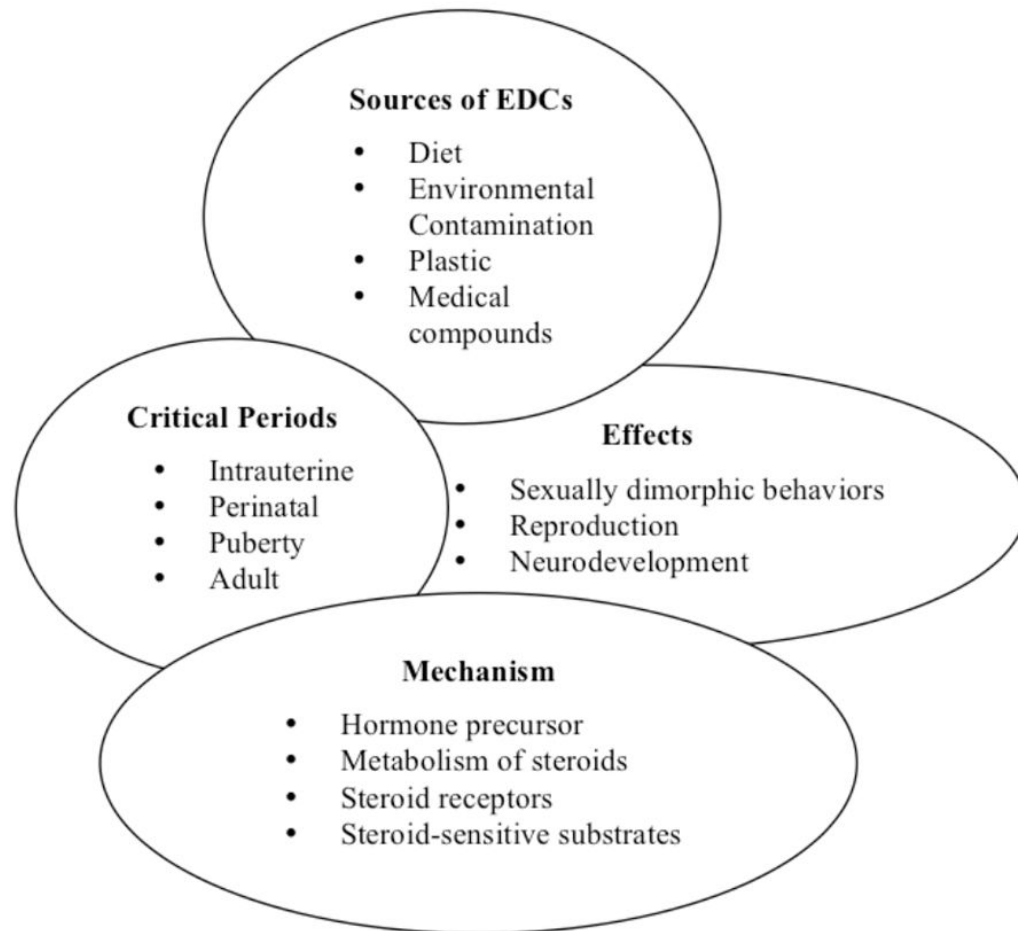 Sources of EDCs
• Diet
• Environmental
Contamination
• Plastic
• Medical
compounds
Critical Periods
• Intrauterine
• Perinatal
• Puberty
• Adult
Effects
• Sexually dimorphic behaviors
• Reproduction
• Neurodevelopment
Mechanism
• Hormone precursor
• Metabolism of steroids
• Steroid receptors
• Steroid-sensitive substrates